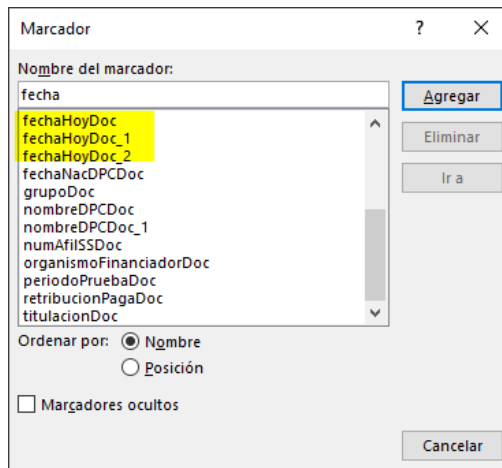 Marcador
?
Nombre del marcador:
fecha
Agregar
fechaHoyDoc
fechaHoyDoc_1
Eliminar
fechaHoyDoc_2
fechaNacDPCDoc
Ir a
grupoDoc
nombreDPCDoc
nombreDPCDoc_1
numAfilSSDoc
organismoFinanciadorDoc
periodoPruebaDoc
retribucionPagaDoc
titulacionDoc
Ordenar por: Nombre
Posición
Marcadores ocultos
Cancelar